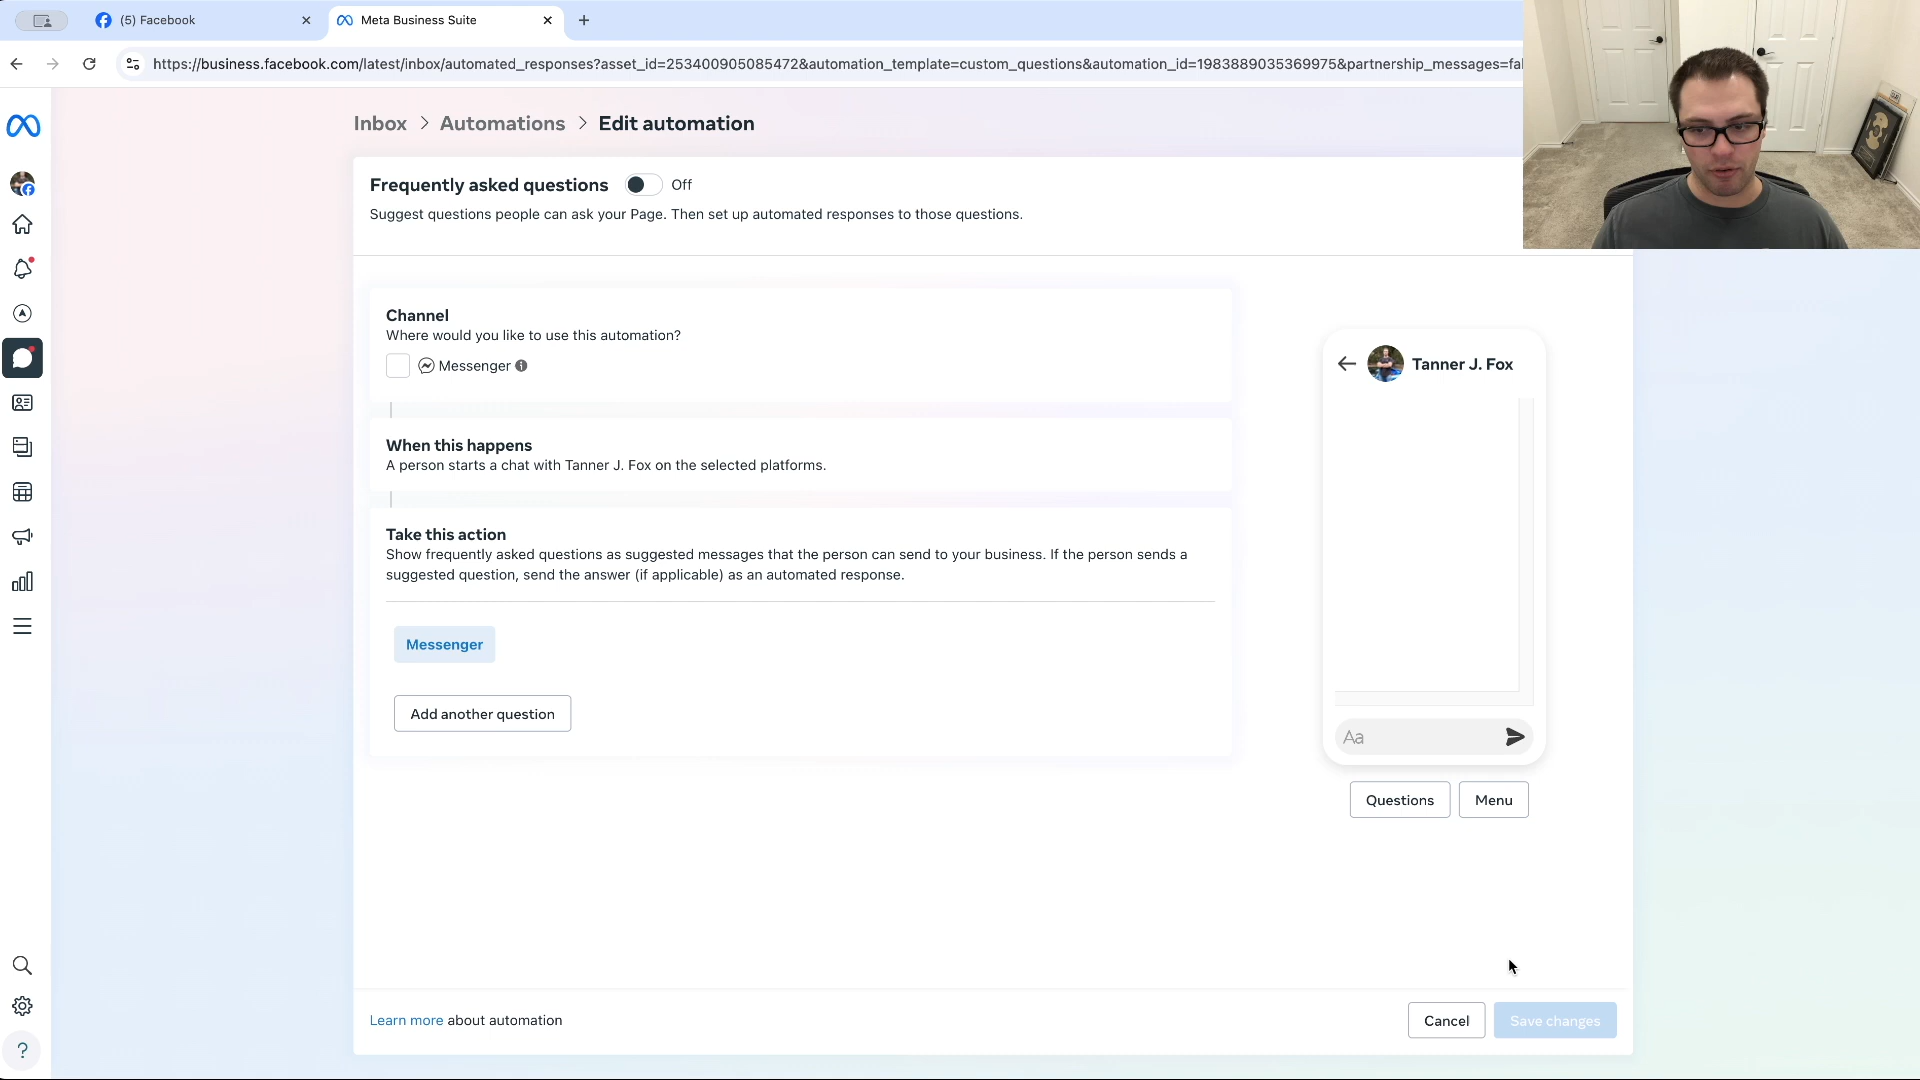 (5) Facebook
Meta Business Suite
https://business.facebook.com/latest/inbox/automated_responses?asset_id=253400905085472&automation_template=custom_questions&automation_id=1983889035369975&partnership_messages=fal
Inbox > Automations > Edit automation
Frequently asked questions Off
Suggest questions people can ask your Page. Then set up automated responses to those questions.
Channel
Where would you like to use this automation?
Messenger
When this happens
A person starts a chat with Tanner J. Fox on the selected platforms.
Take this action
Show frequently asked questions as suggested messages that the person can send to your business. If the person sends a
suggested question, send the answer (if applicable) as an automated response.
Messenger
Add another question
Tanner J. Fox
Aa
Questions Menu
Learn more about automation
Cancel Save changes